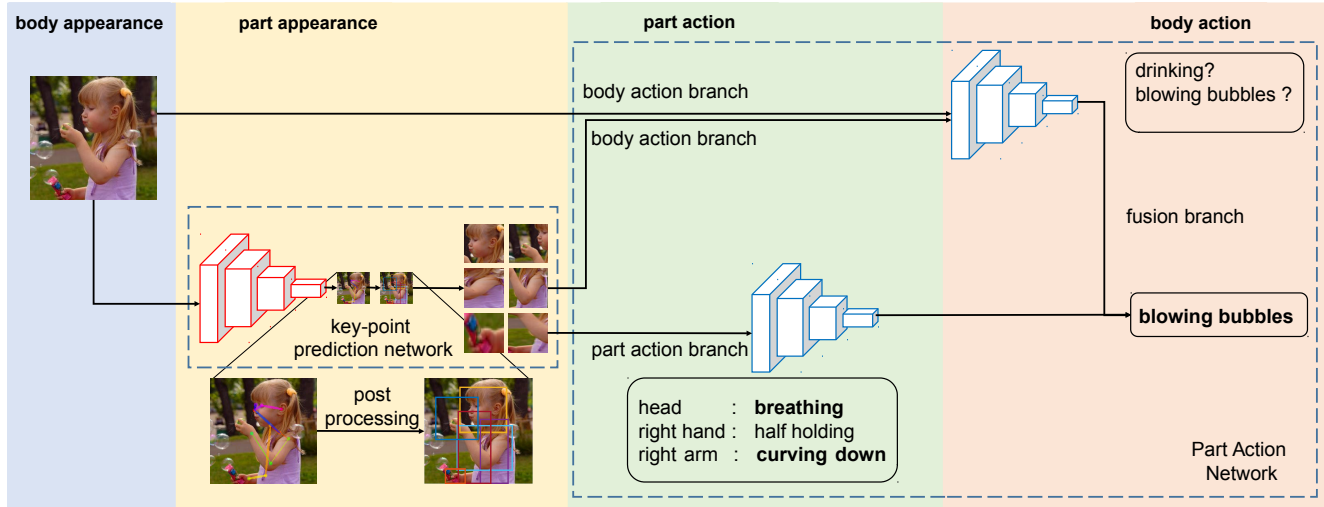 body appearance
part appearance
part action
body action
body action branch
body action branch
drinking?
blowing bubbles ?
fusion branch
key-point
prediction network
part action branch
blowing bubbles
post
processing
head : breathing
right hand : half holding
right arm : curving down
Part Action
Network